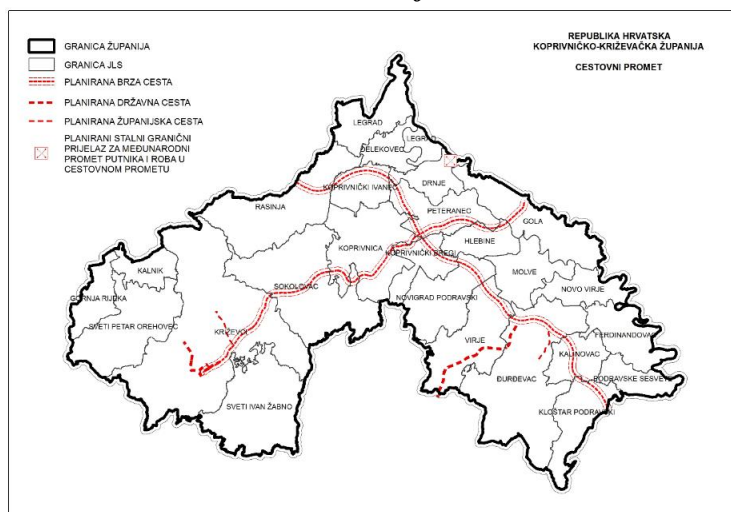 REPUBLIKA HRVATSKA
KOPRIVNIČKO-KRIŽEVAČKA ŽUPANIJA
CESTOVNI PROMET
GRANICA ŽUPANIJA
GRANICA JLS
PLANIRANA BRZA CESTA
PLANIRANA DRŽAVNA CESTA
PLANIRANA ŽUPANIJSKA CESTA
PLANIRANI STALNI GRANIČNI
PRIJELAZ ZA MEĐUNARODNI
PROMET PUTNIKA I ROBA U
CESTOVNOM PROMETU
LEGRAD
LEGRAD
ĐELEKOVEC
DRNJE
KOPRIVNIČKI IVANEC
RASINJA
PETERANEC
GOLA
HLEBINE
KOPRIVNICA
KOPRIVNIČKI BREGI
MOLVE
KALNIK
SOKOLOVAC
NOVO VIRJE
GORNJA RIJEKA
NOVIGRAD PODRAVSKI
SVETI PETAR OREHOVEC
KRIŽEVCI
FERDINANDOVAC
VIRJE
KALINOVAC
ĐURĐEVAC
PODRAVSKE SESVETE
SVETI IVAN ŽABNO
KLOŠTAR PODRAVSKI